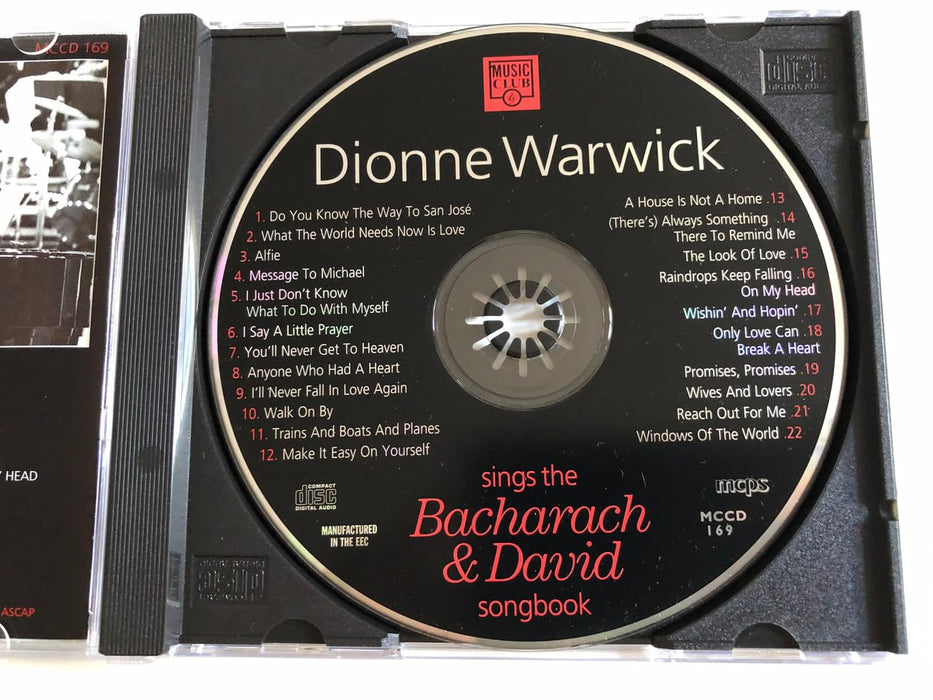 MCCD 169
MUSIC
CLUB
Dionne Warwick
1. Do You Know The Way To San José
2. What The World Needs Now Is Love
3. Alfie
4. Message To Michael
5. I Just Don't Know
What To Do With Myself
6. I Say A Little Prayer
7. You'll Never Get To Heaven
8. Anyone Who Had A Heart
9. I'll Never Fall In Love Again
10. Walk On By
11. Trains And Boats And Planes
12. Make It Easy On Yourself
A House Is Not A Home .13
(There's) Always Something .14
There To Remind Me
The Look Of Love .15
Raindrops Keep Falling .16
On My Head
Wishin' And Hopin' .17
Only Love Can .18
Break A Heart
Promises, Promises .19
Wives And Lovers .20
Reach Out For Me .21
Windows Of The World .22
COMPACT
disc
DIGITAL AUDIO
MANUFACTURED
IN THE EEC
sings the
Bacharach
& David
songbook
mcps
MCCD
169
HEAD
ASCAP
COMPACT
disc
DIGITAL AUDIO